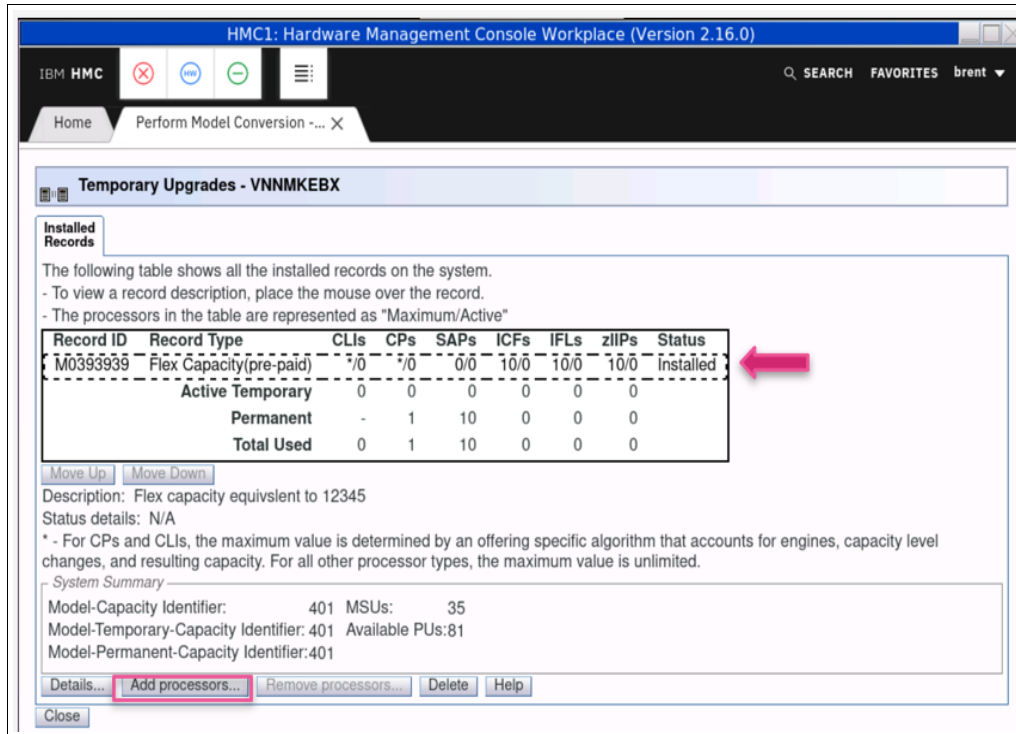 HMC1: Hardware Management Console Workplace (Version 2.16.0)
IBM HMC HW SEARCH FAVORITES brent
Home Perform Model Conversion -... X
Temporary Upgrades - VNNMKEBX
Installed
Records
The following table shows all the installed records on the system.
- To view a record description, place the mouse over the record.
- The processors in the table are represented as "Maximum/Active"
Record ID Record Type CLIs CPs SAPs ICFs IFLs zIIPs Status
M0393939 Flex Capacity(pre-paid) */0 */0 0/0 10/0 10/0 10/0 Installed
Active Temporary 0 0 0 0 0 0
Permanent - 1 10 0 0 0
Total Used 0 1 10 0 0 0
Move Up Move Down
Description: Flex capacity equivslent to 12345
Status details: N/A
* - For CPs and CLIs, the maximum value is determined by an offering specific algorithm that accounts for engines, capacity level
changes, and resulting capacity. For all other processor types, the maximum value is unlimited.
System Summary
Model-Capacity Identifier: 401 MSUs: 35
Model-Temporary-Capacity Identifier: 401 Available PUs:81
Model-Permanent-Capacity Identifier:401
Details... Add processors... Remove processors... Delete Help
Close